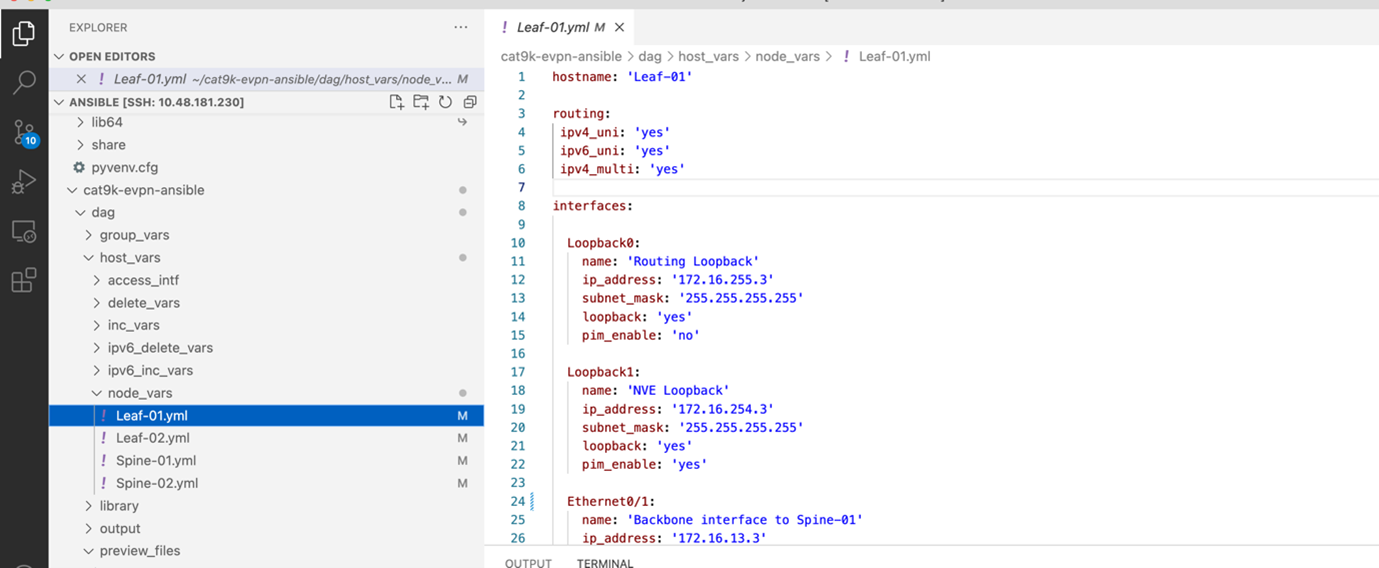 EXPLORER
OPEN EDITORS
Leaf-01.yml ~/cat9k-evpn-ansible/dag/host_vars/node_v... M
ANSIBLE [SSH: 10.48.181.230]
lib64
share
pyvenv.cfg
cat9k-evpn-ansible
dag
group_vars
host_vars
access_intf
delete_vars
inc_vars
ipv6_delete_vars
ipv6_inc_vars
node_vars
! Leaf-01.yml M
! Leaf-02.yml M
! Spine-01.yml M
! Spine-02.yml M
library
output
preview_files
10
! Leaf-01.yml M
cat9k-evpn-ansible > dag > host_vars > node_vars > ! Leaf-01.yml
1 hostname: 'Leaf-01'
2
3 routing:
4 ipv4_uni: 'yes'
5 ipv6_uni: 'yes'
6 ipv4_multi: 'yes'
7
8 interfaces:
9
10 Loopback0:
11 name: 'Routing Loopback'
12 ip_address: '172.16.255.3'
13 subnet_mask: '255.255.255.255'
14 loopback: 'yes'
15 pim_enable: 'no'
16
17 Loopback1:
18 name: 'NVE Loopback'
19 ip_address: '172.16.254.3'
20 subnet_mask: '255.255.255.255'
21 loopback: 'yes'
22 pim_enable: 'yes'
23
24 Ethernet0/1:
25 name: 'Backbone interface to Spine-01'
26 ip_address: '172.16.13.3'
OUTPUT TERMINAL